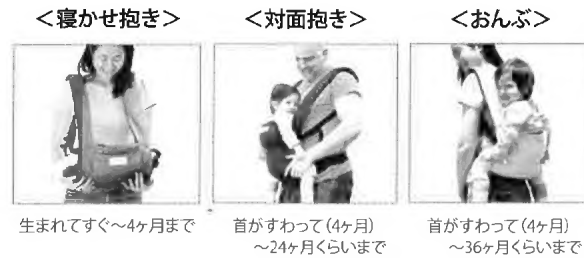 ＜寝かせ抱き＞
＜対面抱き＞
＜おんぶ＞
生まれてすぐ～4ヶ月まで
首がすわって(4ヶ月)
～24ヶ月くらいまで
首がすわって(4ヶ月)
～36ヶ月くらいまで